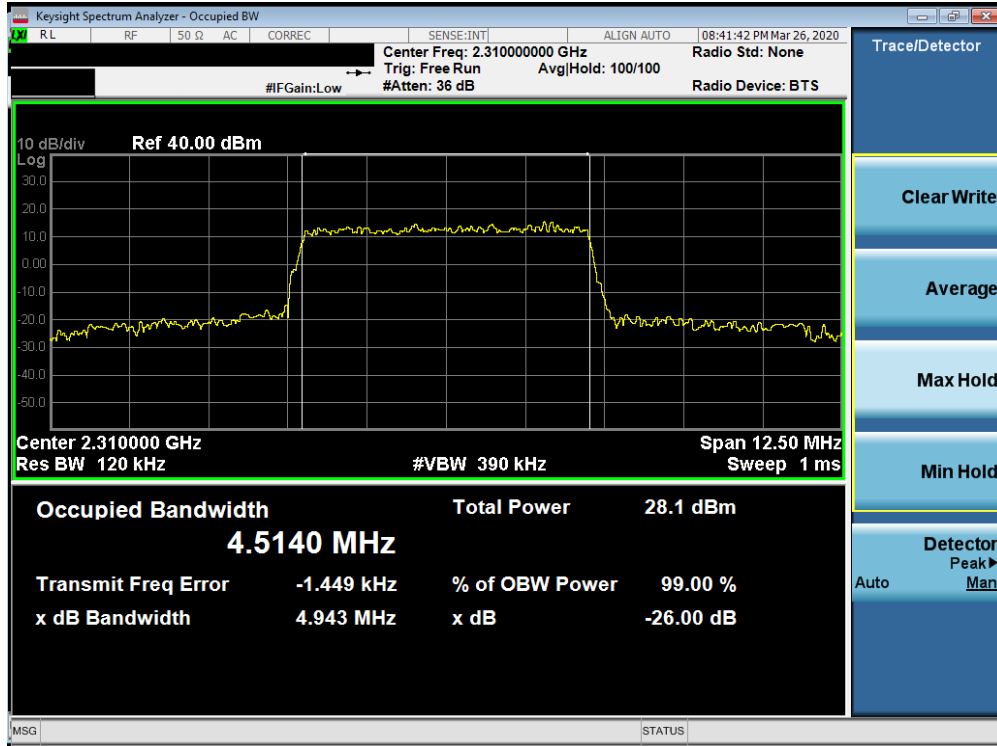 Keysight Spectrum Analyzer - Occupied BW
LXI RL RF 50 Ω AC CORREC SENSE:INT ALIGN AUTO 08:41:42 PM Mar 26, 2020
Center Freq: 2.310000000 GHz Radio Std: None
Trig: Free Run Avg|Hold: 100/100
#IFGain:Low #Atten: 36 dB Radio Device: BTS
10 dB/div Ref 40.00 dBm
Log
30.0
20.0
10.0
0.00
-10.0
-20.0
-30.0
-40.0
-50.0
Center 2.310000 GHz Span 12.50 MHz
Res BW 120 kHz #VBW 390 kHz Sweep 1 ms
Occupied Bandwidth Total Power 28.1 dBm
4.5140 MHz
Transmit Freq Error -1.449 kHz % of OBW Power 99.00 %
x dB Bandwidth 4.943 MHz x dB -26.00 dB
MSG STATUS
Trace/Detector
Clear Write
Average
Max Hold
Min Hold
Detector
Peak▶
Auto Man